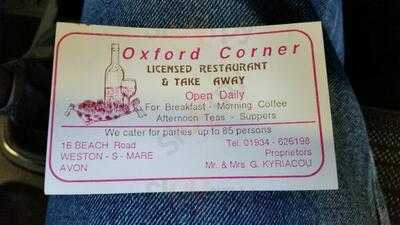 Oxford Corner
LICENSED RESTAURANT
& TAKE AWAY
Open Daily
For Breakfast - Morning Coffee
Afternoon Teas - Suppers
We cater for parties up to 85 persons
16 BEACH Road
WESTON - S - MARE
AVON
Tel. 01934 - 626198
Proprietors
Mr. & Mrs. G. KYRIACOU